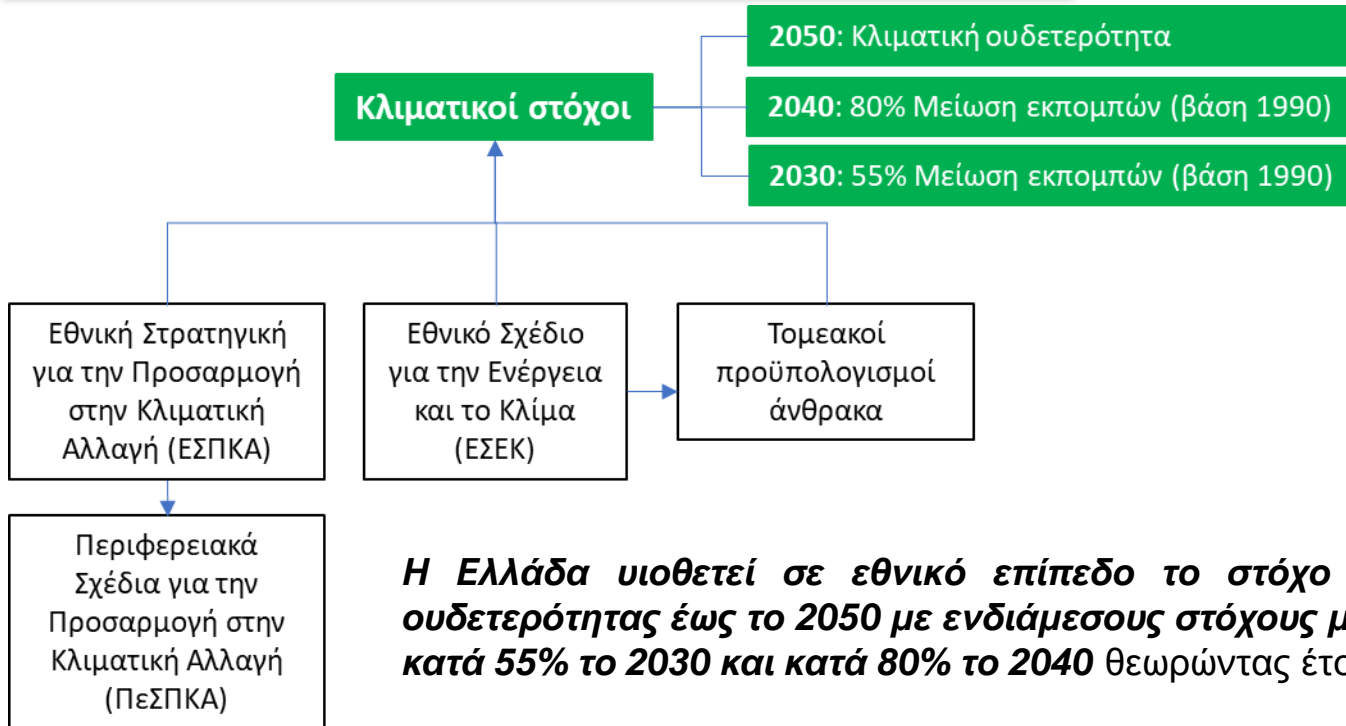 2050: Κλιματική ουδετερότητα
Κλιματικοί στόχοι
2040: 80% Μείωση εκπομπών (βάση 1990)
2030: 55% Μείωση εκπομπών (βάση 1990)
Εθνική Στρατηγική
για την Προσαρμογή
στην Κλιματική
Αλλαγή (ΕΣΠΚΑ)
Εθνικό Σχέδιο
για την Ενέργεια
και το Κλίμα
(ΕΣΕΚ)
Τομεακοί
προϋπολογισμοί
άνθρακα
Περιφερειακά
Σχέδια για την
Προσαρμογή στην
Κλιματική Αλλαγή
(ΠεΣΠΚΑ)
Η Ελλάδα υιοθετεί σε εθνικό επίπεδο το στόχο
ουδετερότητας έως το 2050 με ενδιάμεσους στόχους
κατά 55% το 2030 και κατά 80% το 2040 θεωρώντας